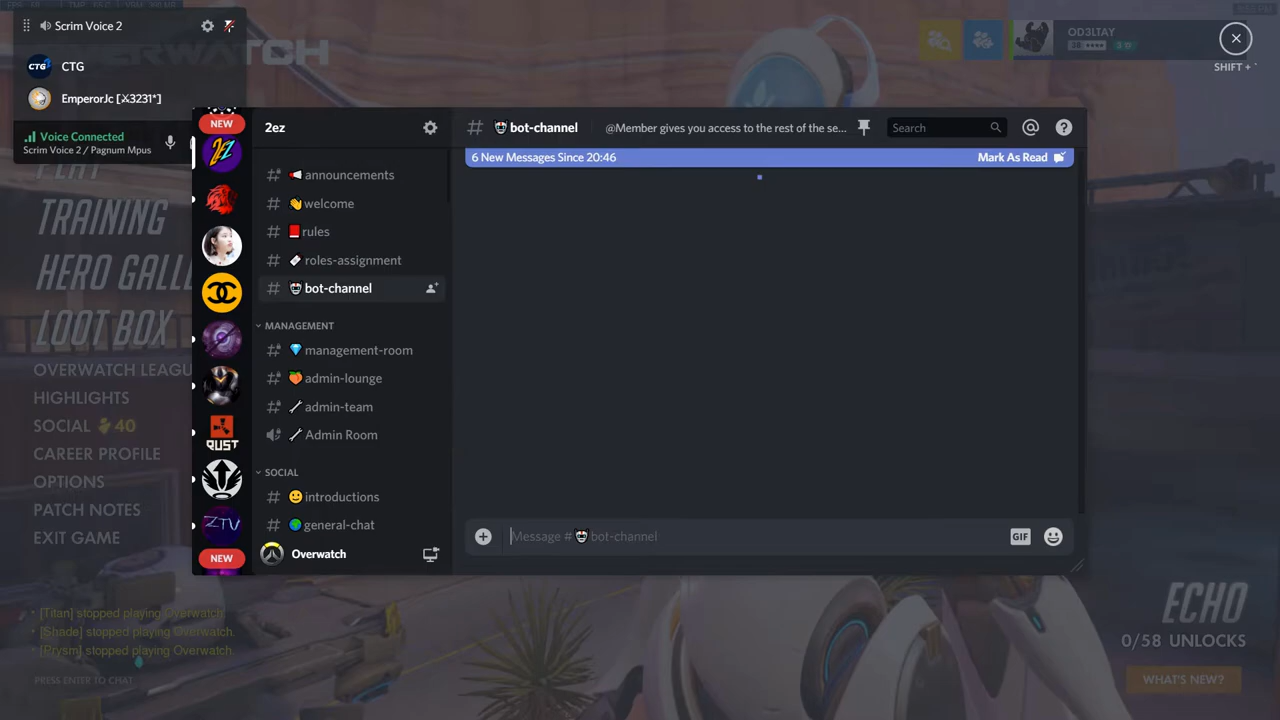 Scrim Voice 2
CTG
CTG
EmperorJc [⚔3231*]
Voice Connected
Scrim Voice 2 / Pagnum Mpus
OD3LTAY
SHIFT + `
NEW
2ez
bot-channel
@Member gives you access to the rest of the se...
Search
6 New Messages Since 20:46
Mark As Read
announcements
welcome
rules
roles-assignment
bot-channel
MANAGEMENT
management-room
admin-lounge
admin-team
Admin Room
SOCIAL
introductions
general-chat
Overwatch
RUST
ZTV
NEW
Message # bot-channel
GIF
PLAY
TRAINING
HERO GALL
LOOT BOX
OVERWATCH LEAGU
HIGHLIGHTS
SOCIAL 40
CAREER PROFILE
OPTIONS
PATCH NOTES
EXIT GAME
[Titan] stopped playing Overwatch.
[Shade] stopped playing Overwatch.
[Prysm] stopped playing Overwatch.
PRESS ENTER TO CHAT
ECHO
0/58 UNLOCKS
WHAT'S NEW?